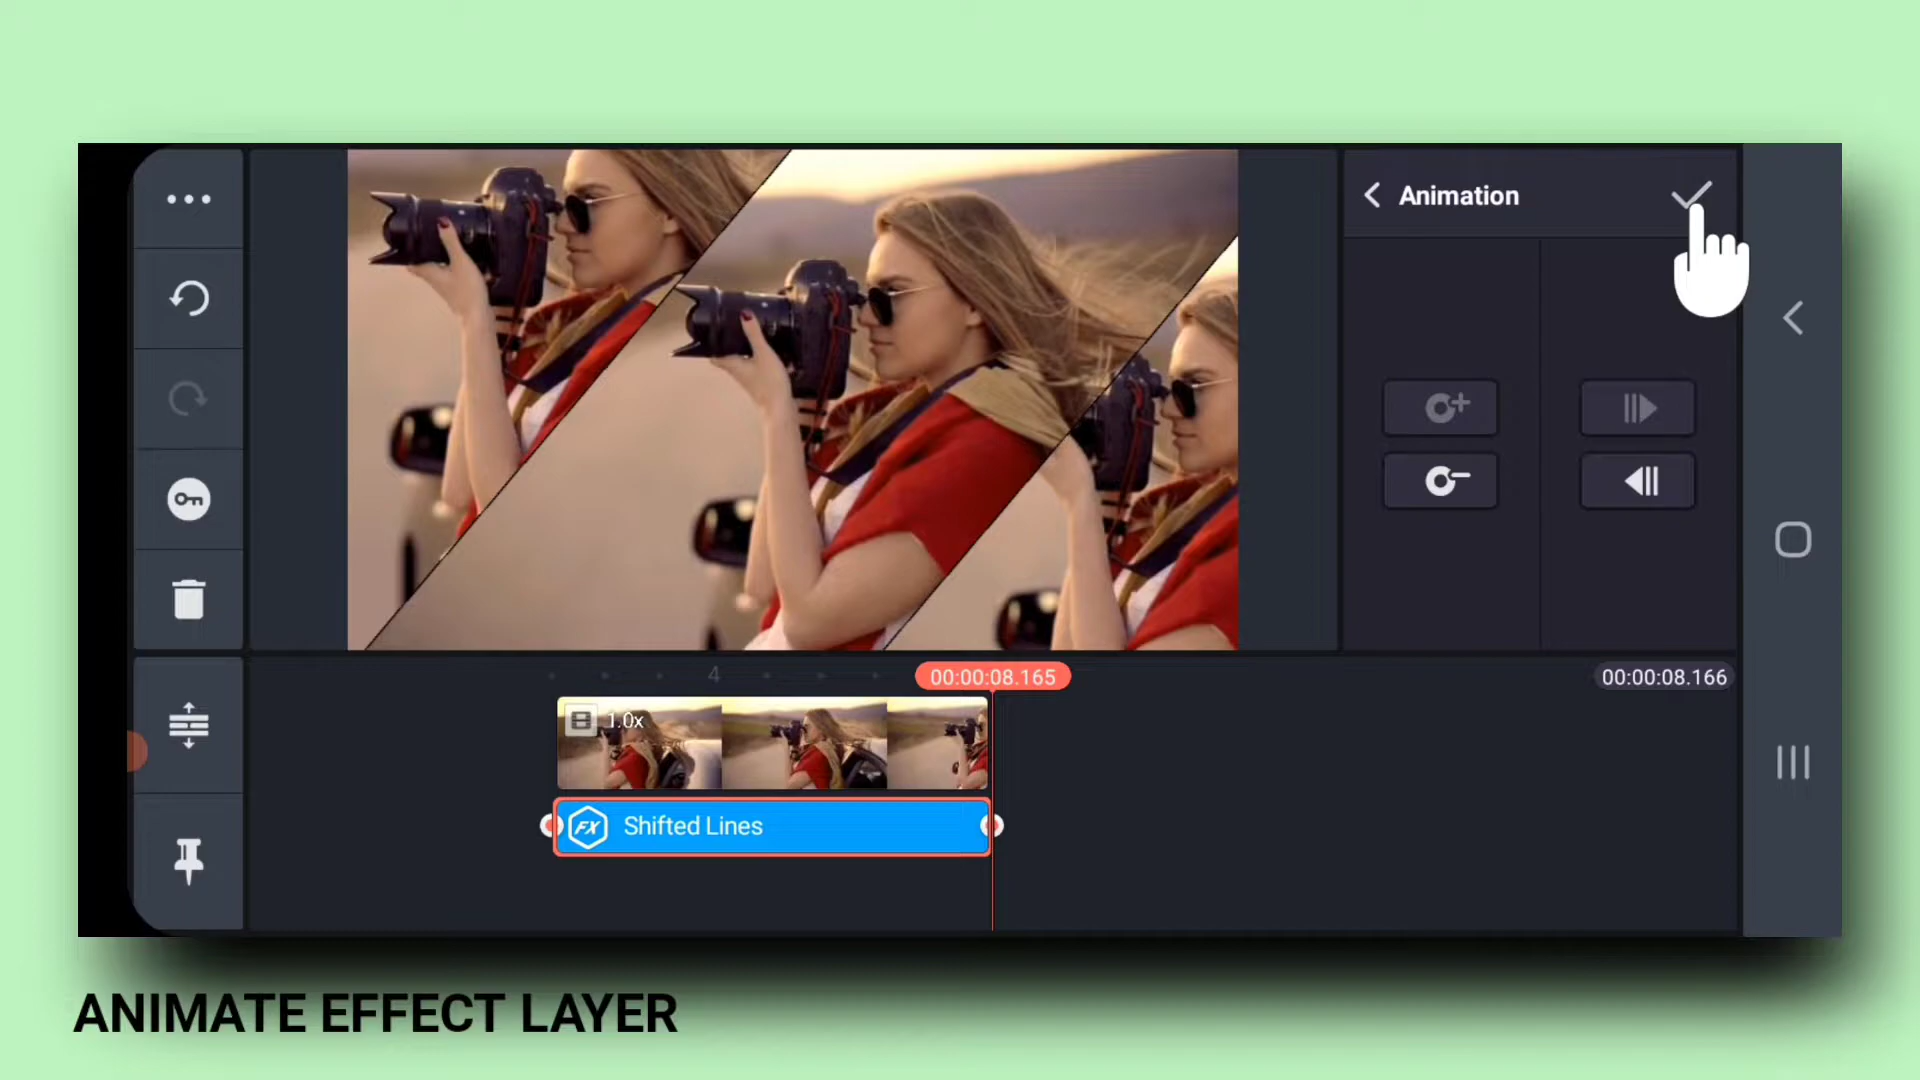 Animation
4
00:00:08.165
00:00:08.166
1.0x
FX Shifted Lines
ANIMATE EFFECT LAYER